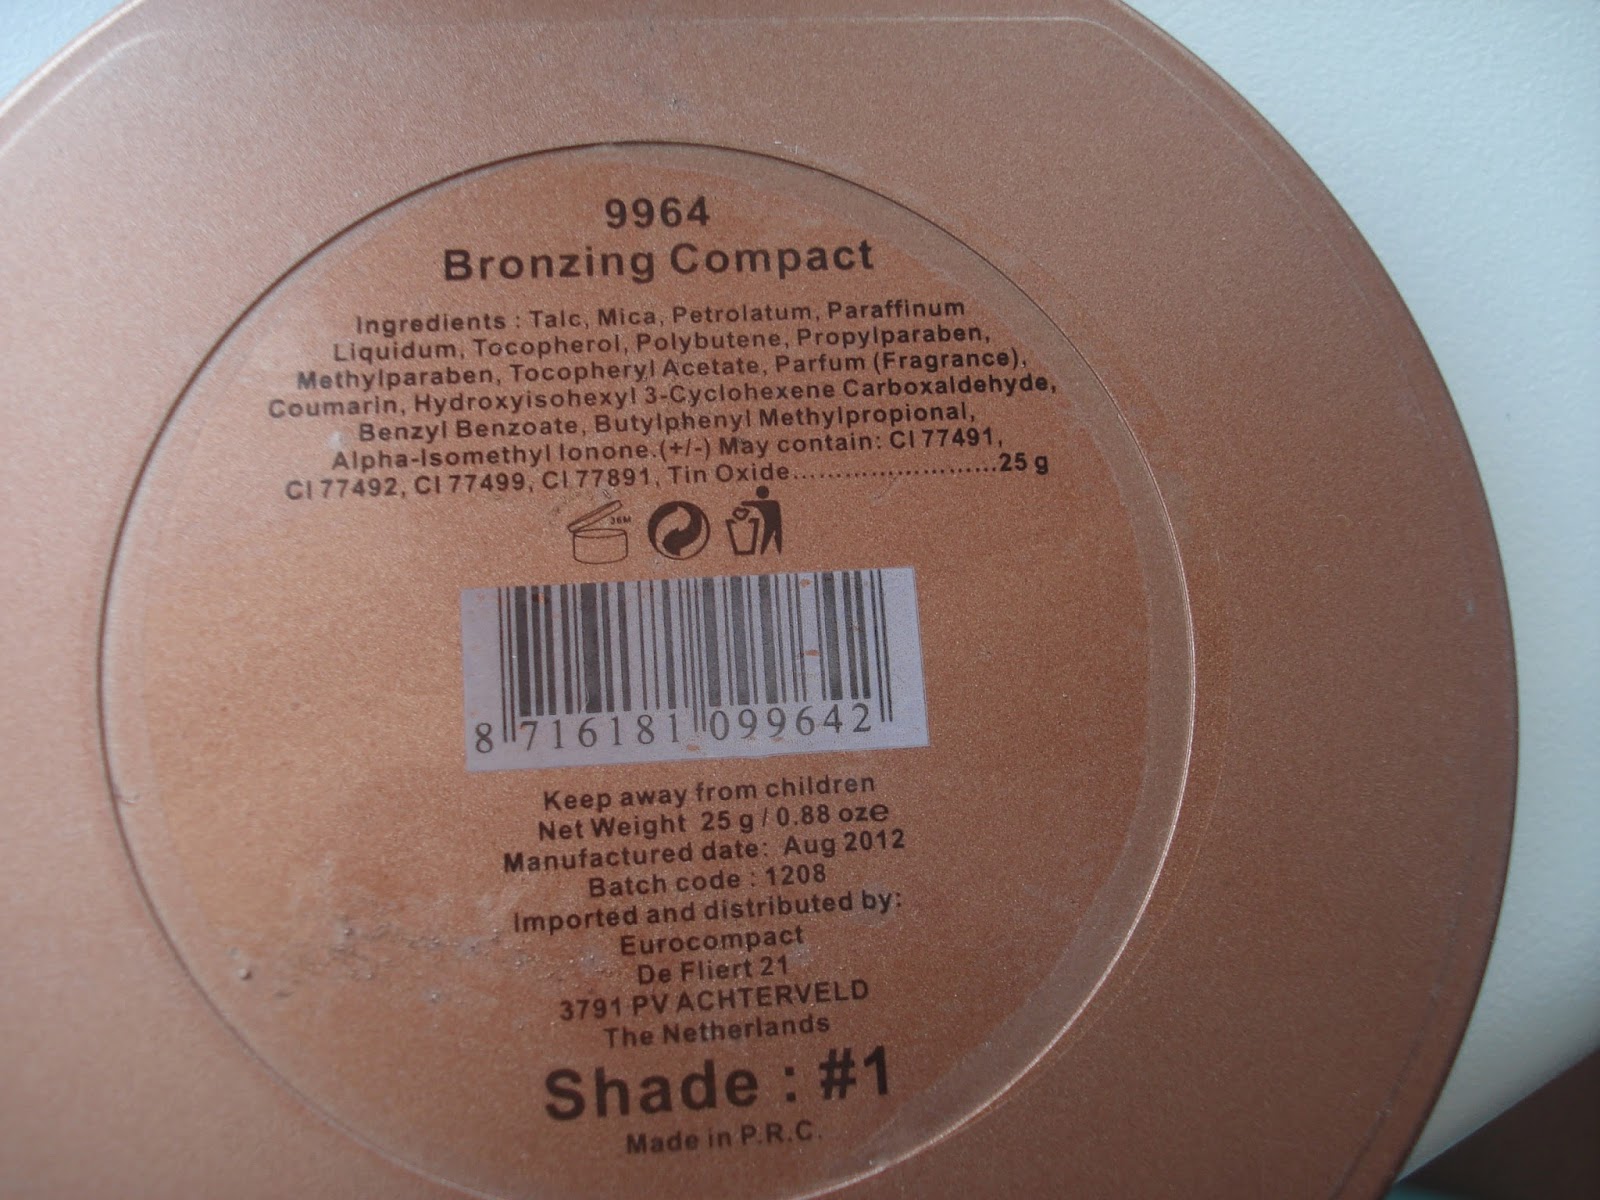 9964
Bronzing Compact
Ingredients : Talc, Mica, Petrolatum, Paraffinum
Liquidum, Tocopherol, Polybutene, Propylparaben,
Methylparaben, Tocopheryl Acetate, Parfum (Fragrance),
Coumarin, Hydroxyisohexyl 3-Cyclohexene Carboxaldehyde,
Benzyl Benzoate, Butylphenyl Methylpropional,
Alpha-Isomethyl Ionone.(+/-) May contain: CI 77491,
CI 77492, CI 77499, CI 77891, Tin Oxide........................25 g
36M
8 716181 099642
Keep away from children
Net Weight 25 g / 0.88 oz℮
Manufactured date: Aug 2012
Batch code : 1208
Imported and distributed by:
Eurocompact
De Fliert 21
3791 PV ACHTERVELD
The Netherlands
Shade : #1
Made in P.R.C.